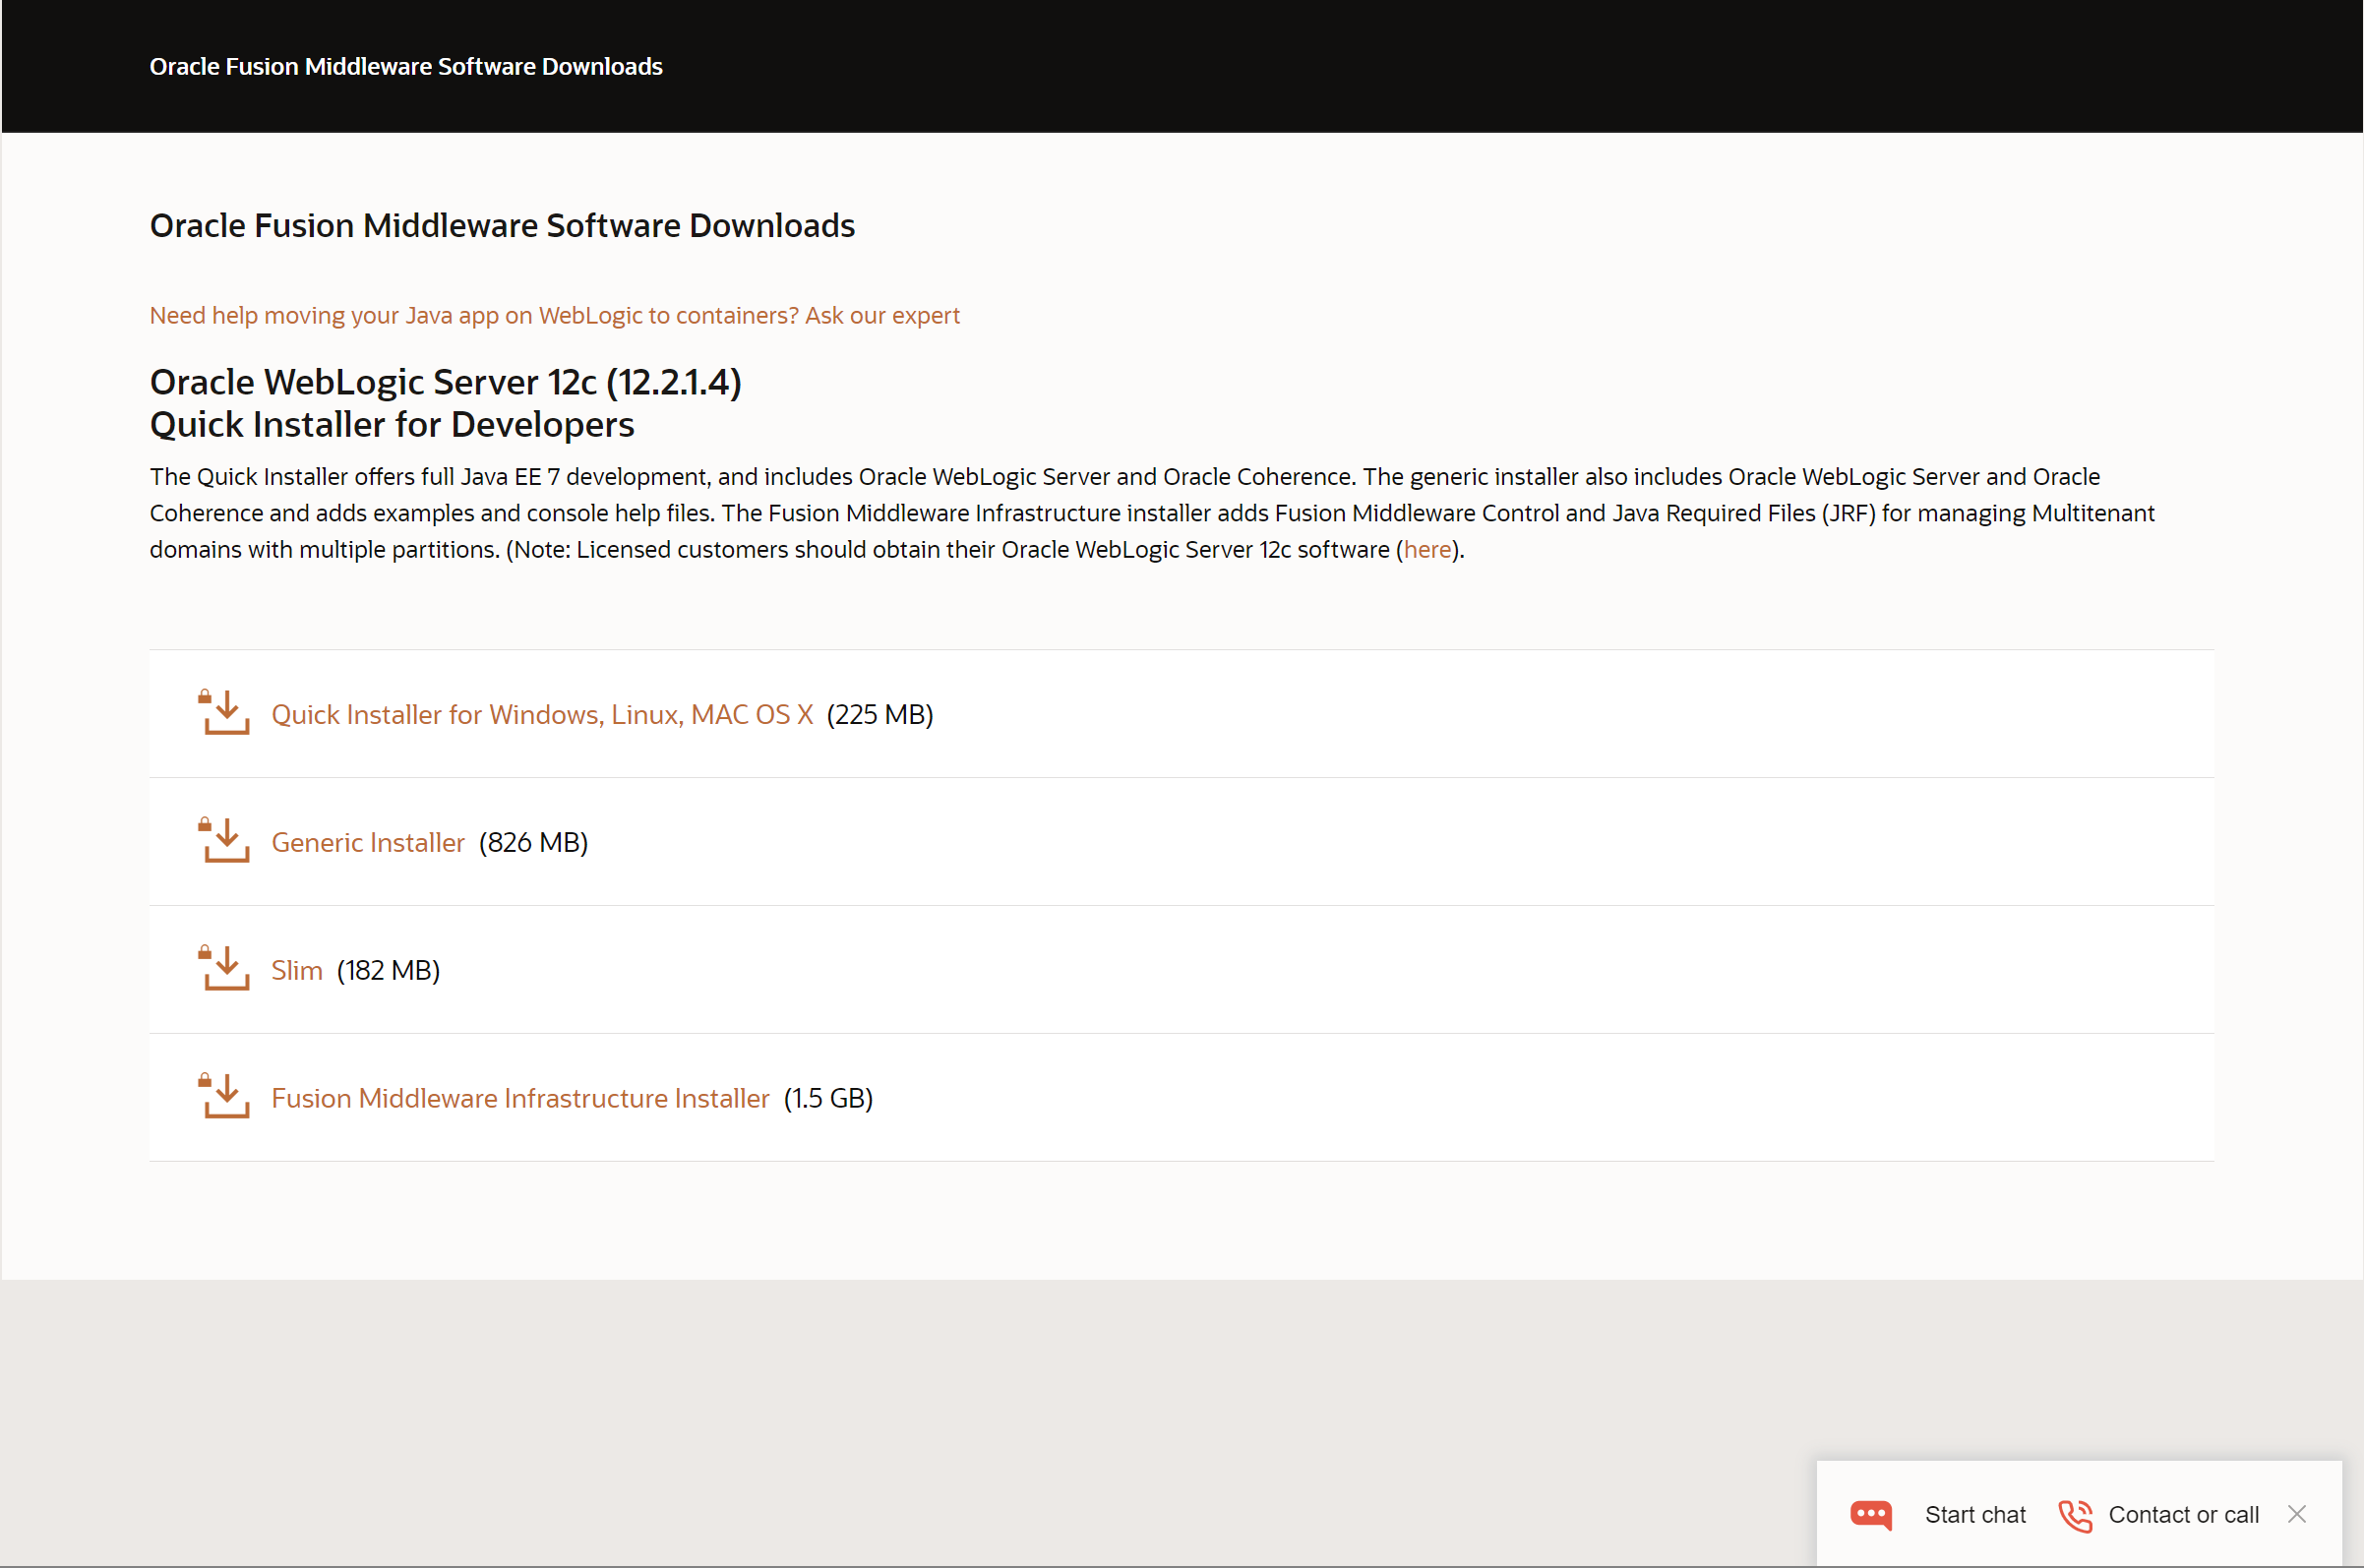 Oracle Fusion Middleware Software Downloads
Oracle Fusion Middleware Software Downloads
Need help moving your Java app on WebLogic to containers? Ask our expert
Oracle WebLogic Server 12c (12.2.1.4)
Quick Installer for Developers
The Quick Installer offers full Java EE 7 development, and includes Oracle WebLogic Server and Oracle Coherence. The generic installer also includes Oracle WebLogic Server and Oracle
Coherence and adds examples and console help files. The Fusion Middleware Infrastructure installer adds Fusion Middleware Control and Java Required Files (JRF) for managing Multitenant
domains with multiple partitions. (Note: Licensed customers should obtain their Oracle WebLogic Server 12c software (here).
Quick Installer for Windows, Linux, MAC OS X (225 MB)
Generic Installer (826 MB)
Slim (182 MB)
Fusion Middleware Infrastructure Installer (1.5 GB)
Start chat Contact or call